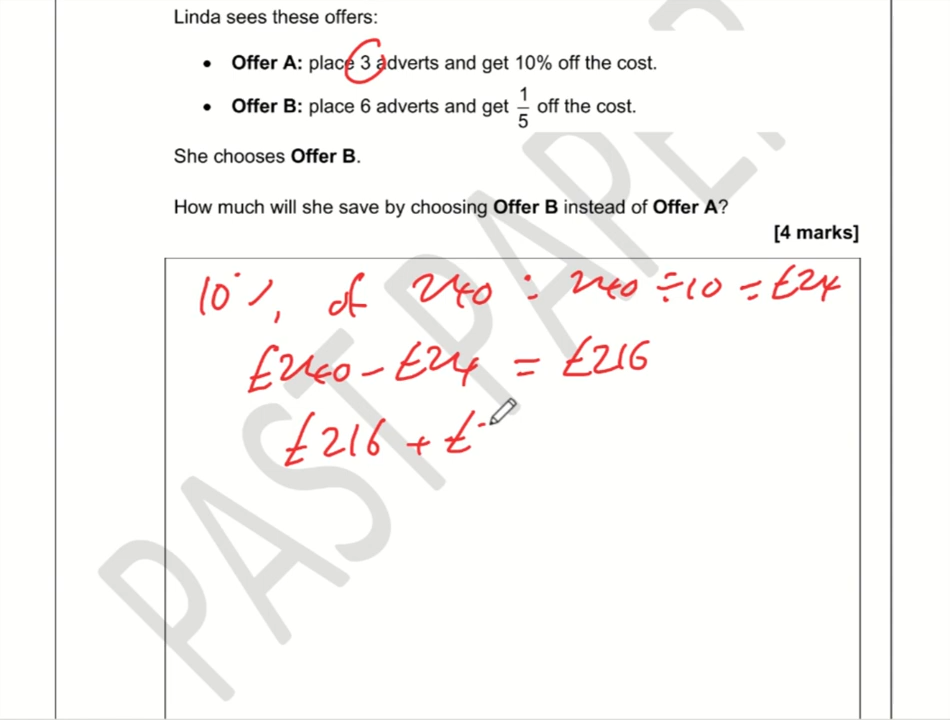 Linda sees these offers:
• Offer A: place 3 adverts and get 10% off the cost.
• Offer B: place 6 adverts and get 1/5 off the cost.
She chooses Offer B.
How much will she save by choosing Offer B instead of Offer A?
[4 marks]
10%, of 240 : 240 ÷ 10 = £24
£240 - £24 = £216
£216 + £
PAST PAPER